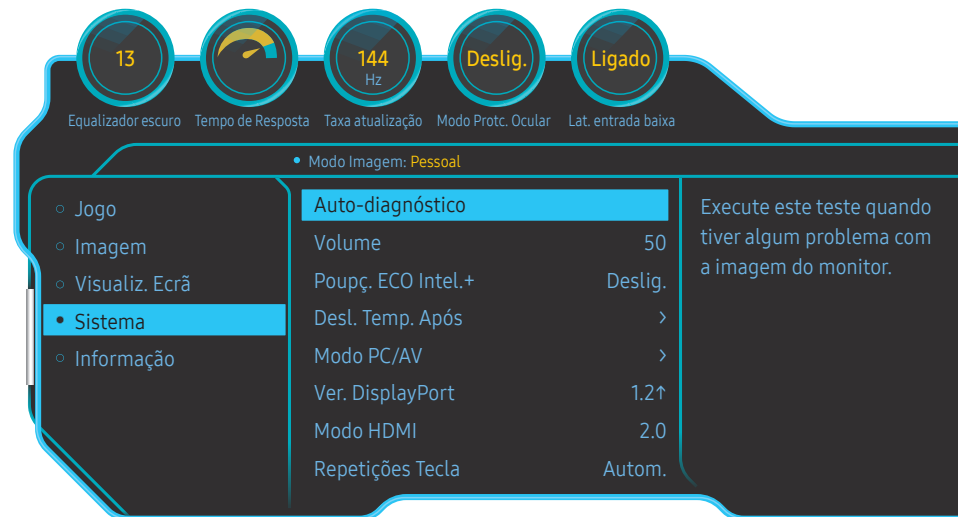 13
144
Hz
Deslig.
Ligado
Equalizador escuro
Tempo de Resposta
Taxa atualização
Modo Protc. Ocular
Lat. entrada baixa
Modo Imagem: Pessoal
Jogo
Imagem
Visualiz. Ecrã
Sistema
Informação
Auto-diagnóstico
Volume 50
Poupç. ECO Intel.+ Deslig.
Desl. Temp. Após >
Modo PC/AV >
Ver. DisplayPort 1.2↑
Modo HDMI 2.0
Repetições Tecla Autom.
Execute este teste quando
tiver algum problema com
a imagem do monitor.